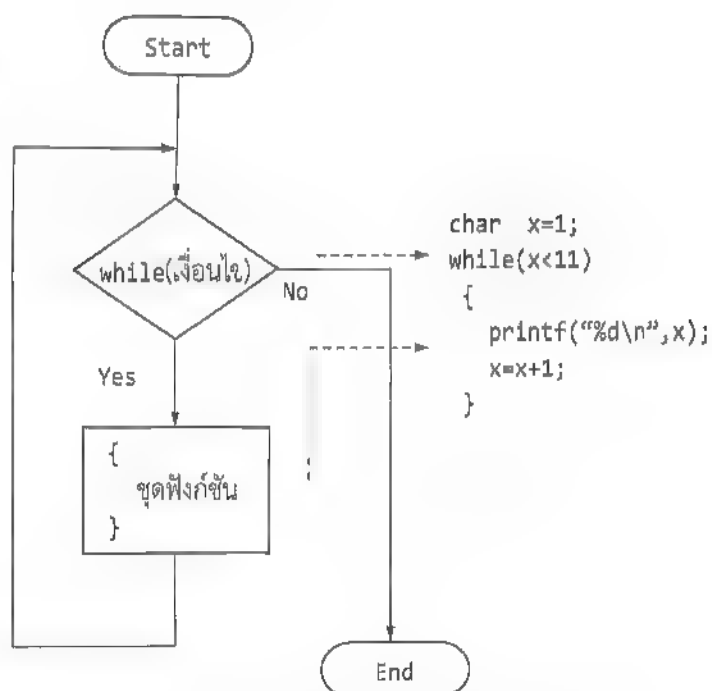 Start
while(เงื่อนไข)
No
Yes
{
ชุดฟังก์ชัน
}
End
char x=1;
while(x<11)
{
printf(“%d\n”,x);
x=x+1;
}